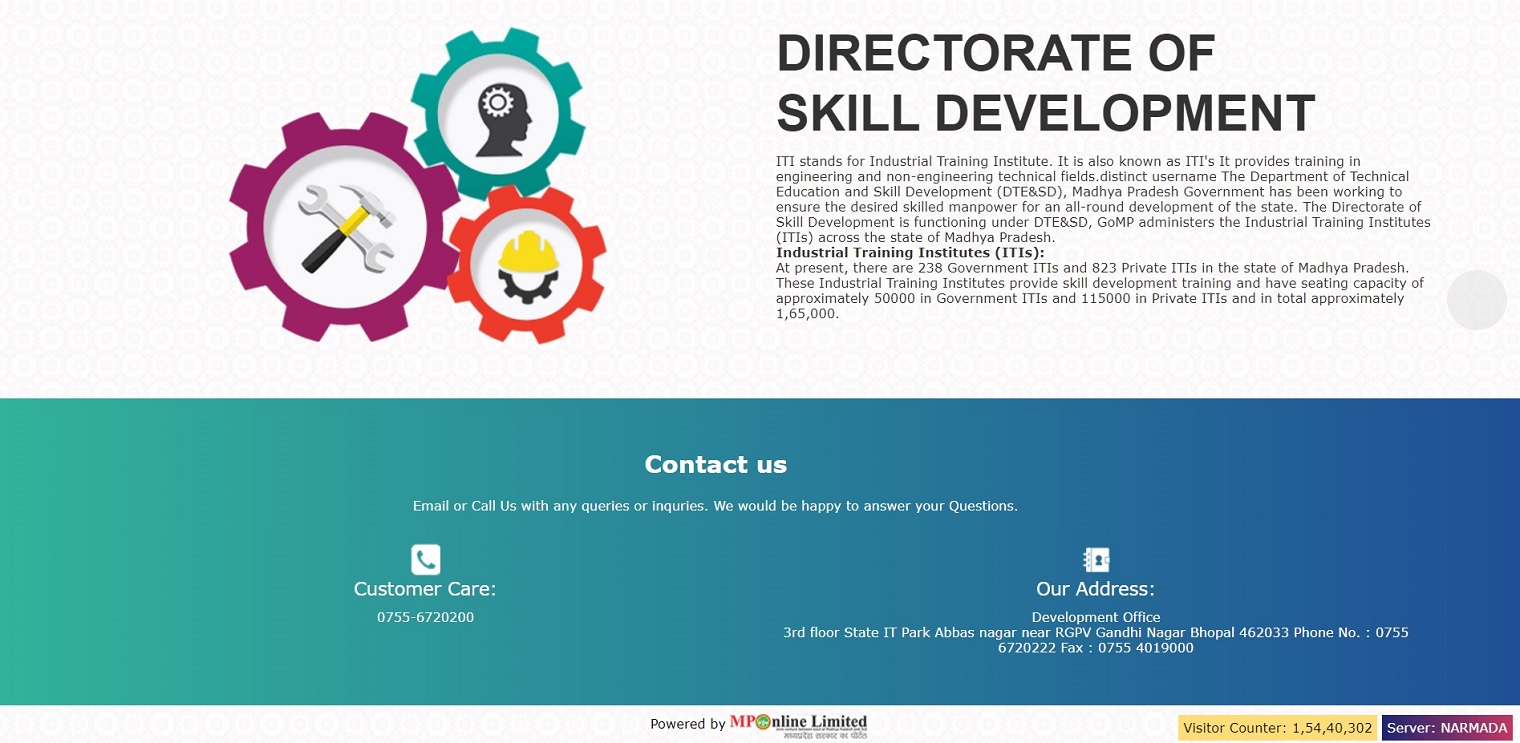 DIRECTORATE OF
SKILL DEVELOPMENT
ITI stands for Industrial Training Institute. It is also known as ITI's It provides training in
engineering and non-engineering technical fields.distinct username The Department of Technical
Education and Skill Development (DTE&SD), Madhya Pradesh Government has been working to
ensure the desired skilled manpower for an all-round development of the state. The Directorate of
Skill Development is functioning under DTE&SD, GoMP administers the Industrial Training Institutes
(ITIs) across the state of Madhya Pradesh.
Industrial Training Institutes (ITIs):
At present, there are 238 Government ITIs and 823 Private ITIs in the state of Madhya Pradesh.
These Industrial Training Institutes provide skill development training and have seating capacity of
approximately 50000 in Government ITIs and 115000 in Private ITIs and in total approximately
1,65,000.
Contact us
Email or Call Us with any queries or inquries. We would be happy to answer your Questions.
Customer Care:
0755-6720200
Our Address:
Development Office
3rd floor State IT Park Abbas nagar near RGPV Gandhi Nagar Bhopal 462033 Phone No. : 0755
6720222 Fax : 0755 4019000
Powered by MPOnline Limited
मध्यप्रदेश सरकार का पोर्टल
Visitor Counter: 1,54,40,302
Server: NARMADA